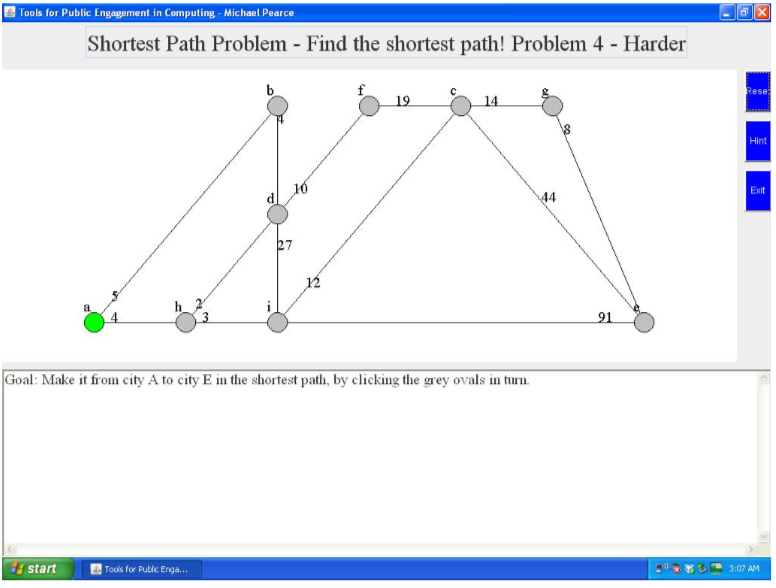 Tools for Public Engagement in Computing - Michael Pearce
Shortest Path Problem - Find the shortest path! Problem 4 - Harder
b f c g
19 14
4 8
Hint
10 44
d
Exit
27
12
5
a h 2 i e
4 3 91
Goal: Make it from city A to city E in the shortest path, by clicking the grey ovals in turn.
start Tools for Public Enga... 3:07 AM